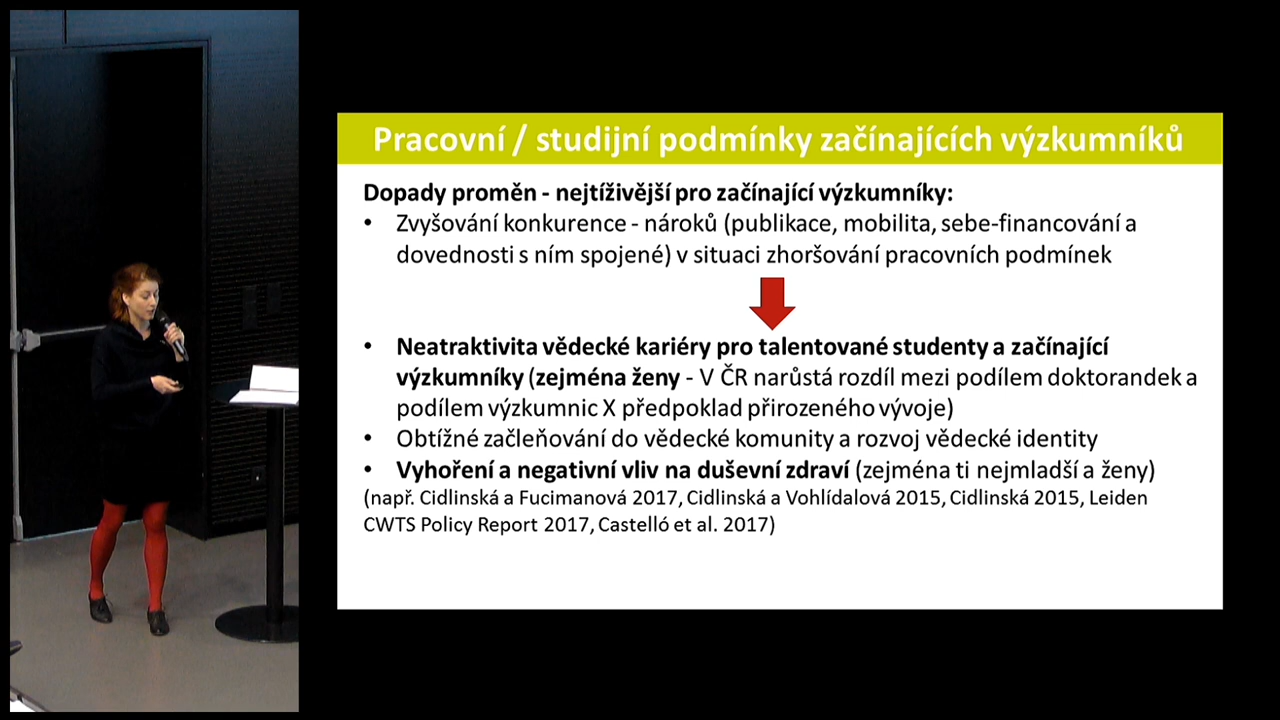 Pracovní / studijní podmínky začínajících výzkumníků
Dopady proměn - nejtíživější pro začínající výzkumníky:
• Zvyšování konkurence - nároků (publikace, mobilita, sebe-financování a
dovednosti s ním spojené) v situaci zhoršování pracovních podmínek
• Neatraktivita vědecké kariéry pro talentované studenty a začínající
výzkumníky (zejména ženy - V ČR narůstá rozdíl mezi podílem doktorandek a
podílem výzkumnic X předpoklad přirozeného vývoje)
• Obtížné začleňování do vědecké komunity a rozvoj vědecké identity
• Vyhoření a negativní vliv na duševní zdraví (zejména ti nejmladší a ženy)
(např. Cidlinská a Fucimanová 2017, Cidlinská a Vohlídalová 2015, Cidlinská 2015, Leiden
CWTS Policy Report 2017, Castelló et al. 2017)